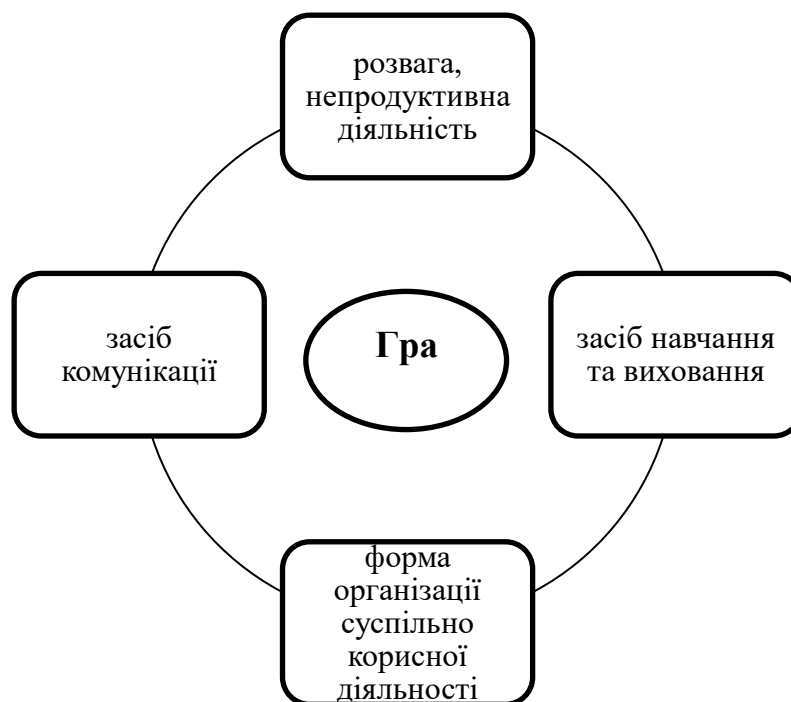 розвага,
непродуктивна
діяльність
засіб
комунікації
Гра
засіб навчання
та виховання
форма
організації
суспільно
корисної
діяльності